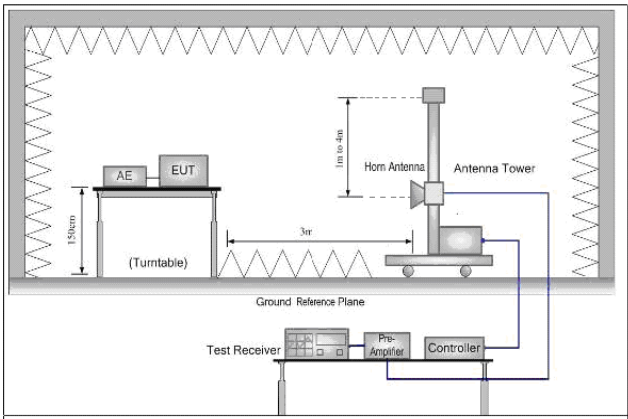 1m to 4m
Horn Antenna
Antenna Tower
AE
EUT
150cm
3m
(Turntable)
Ground Reference Plane
Test Receiver
Pre-
Amplifier
Controller